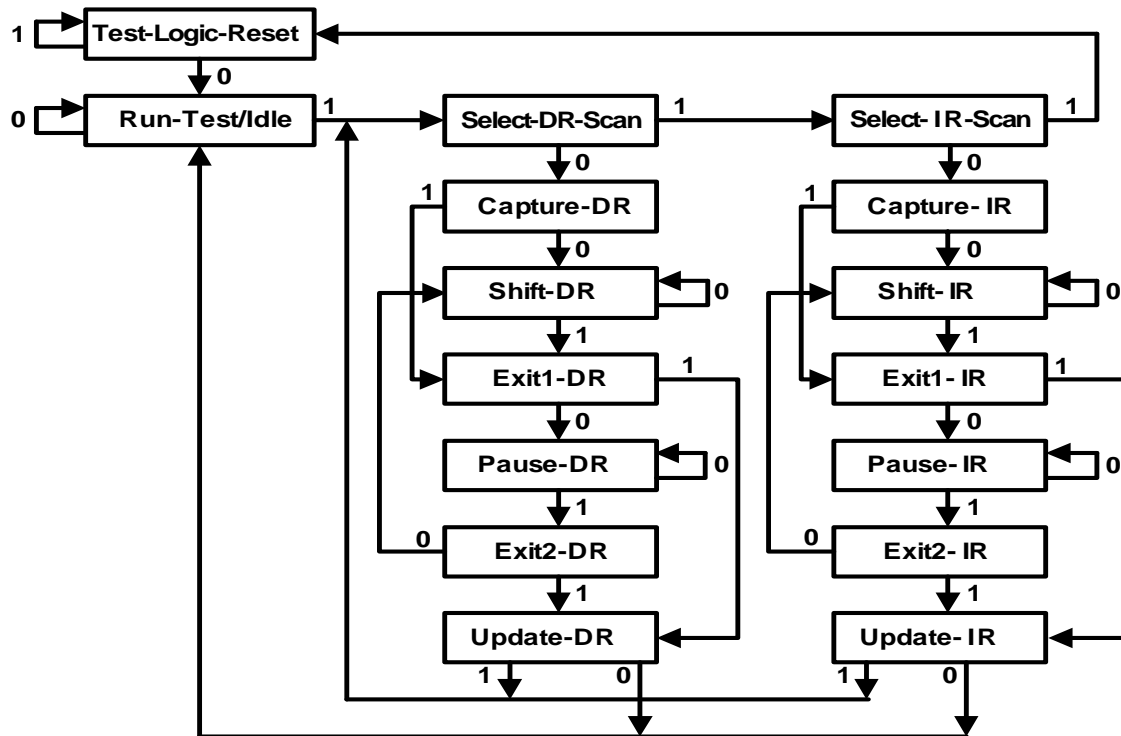 1
Test-Logic-Reset
0
0
Run-Test/Idle
1
Select-DR-Scan
1
Select-IR-Scan
1
0
0
1
Capture-DR
1
Capture-IR
0
0
Shift-DR
0
Shift-IR
0
1
1
Exit1-DR
1
Exit1-IR
1
0
0
Pause-DR
0
Pause-IR
0
1
1
0
Exit2-DR
0
Exit2-IR
1
1
Update-DR
Update-IR
1
0
1
0